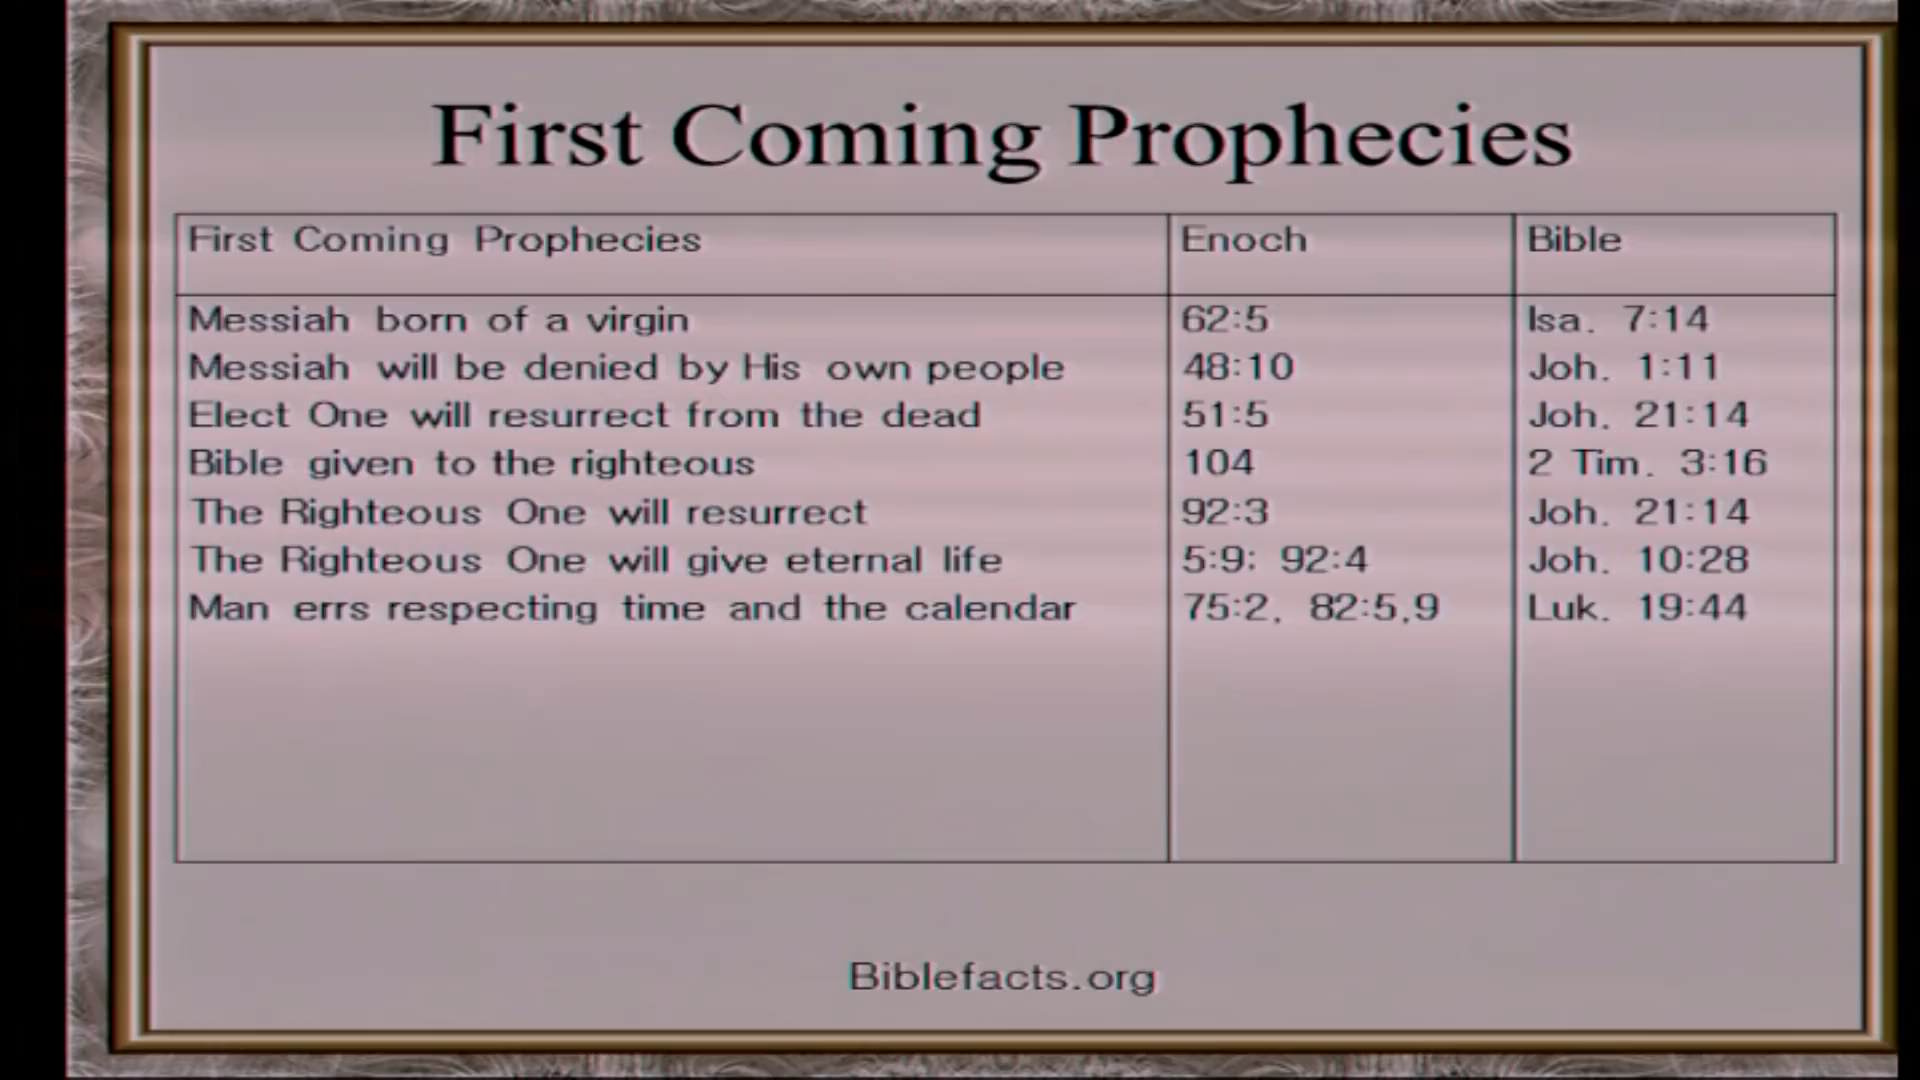 First Coming Prophecies
First Coming Prophecies Enoch Bible
Messiah born of a virgin 62:5 Isa. 7:14
Messiah will be denied by His own people 48:10 Joh. 1:11
Elect One will resurrect from the dead 51:5 Joh. 21:14
Bible given to the righteous 104 2 Tim. 3:16
The Righteous One will resurrect 92:3 Joh. 21:14
The Righteous One will give eternal life 5:9; 92:4 Joh. 10:28
Man errs respecting time and the calendar 75:2, 82:5,9 Luk. 19:44
Biblefacts.org